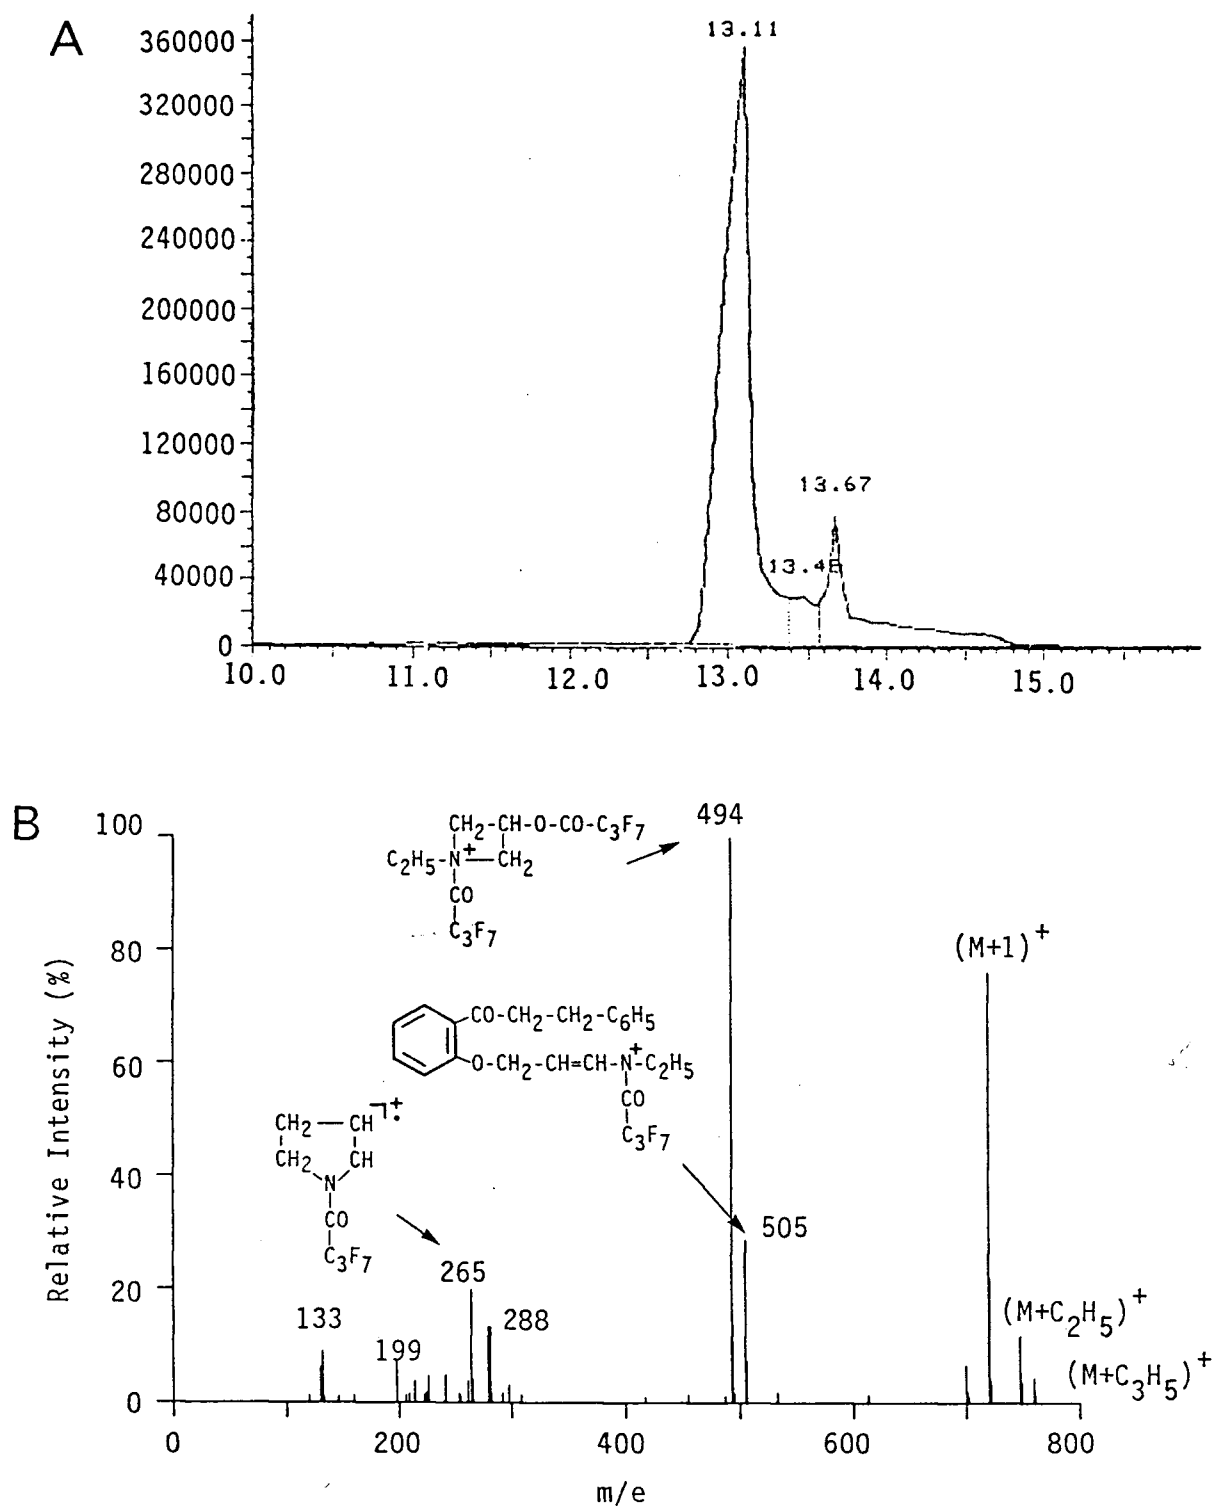 A
13.11
360000
320000
280000
240000
200000
160000
120000
80000
40000
0
13.67
13.48
10.0 11.0 12.0 13.0 14.0 15.0
B
494
CH2-CH-O-CO-C3F7
C2H5-N+—CH2
CO
C3F7
(M+1)+
CO-CH2-CH2-C6H5
O-CH2-CH=CH-N+-C2H5
CO
C3F7
CH2—CH
CH2 CH
N
CO
C3F7
+.
505
265
288
133
199
(M+C2H5)+
(M+C3H5)+
Relative Intensity (%)
100
80
60
40
20
0
0 200 400 600 800
m/e